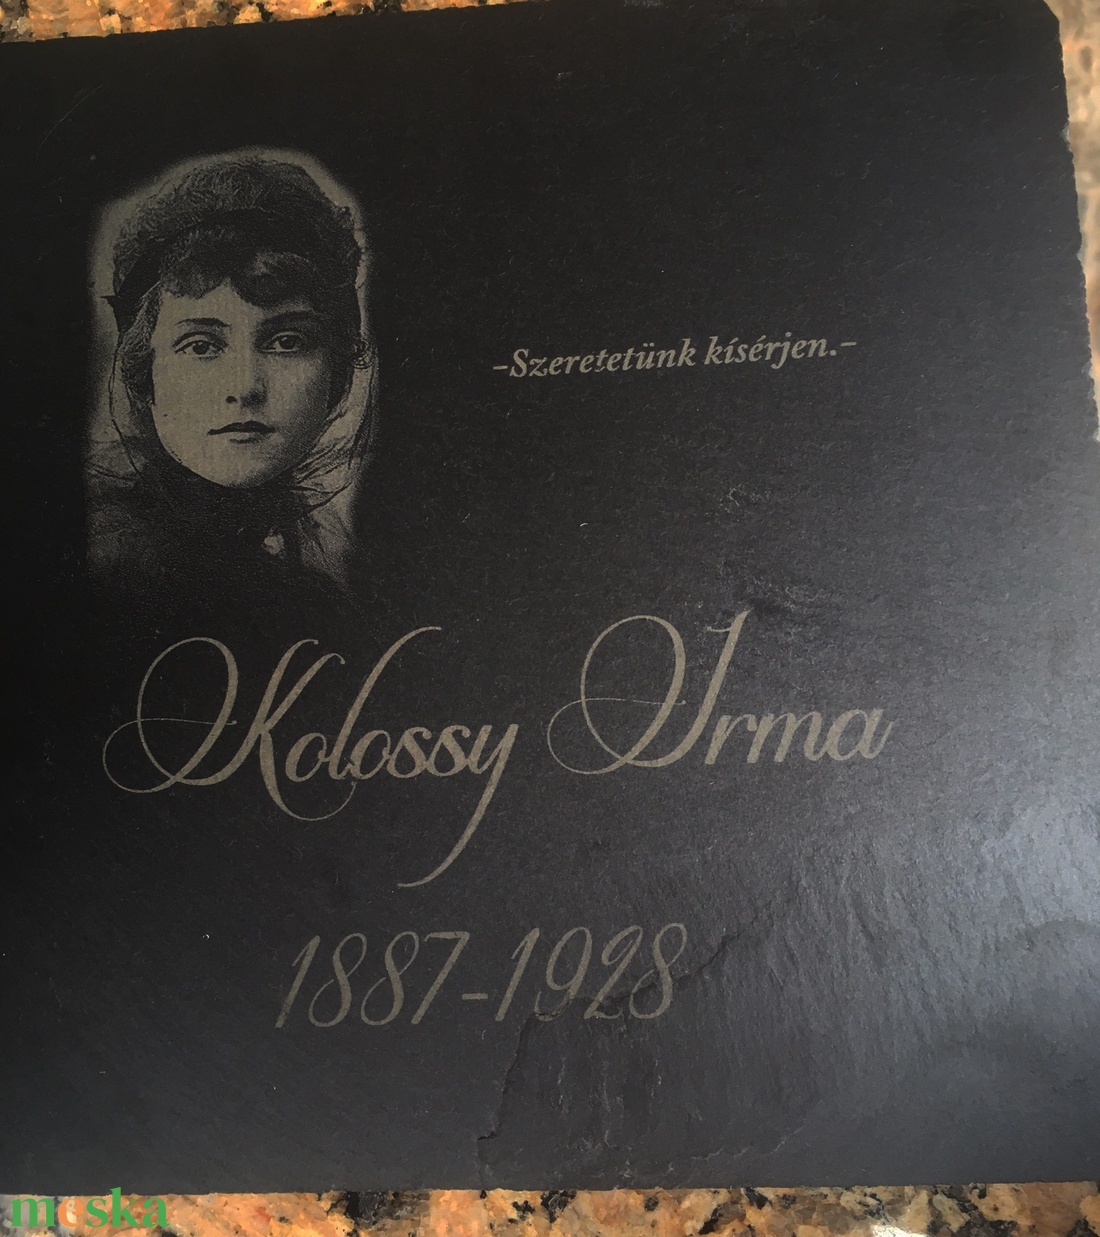 -Szeretetünk kísérjen.-
Kolossy Irma
1887-1928
meska